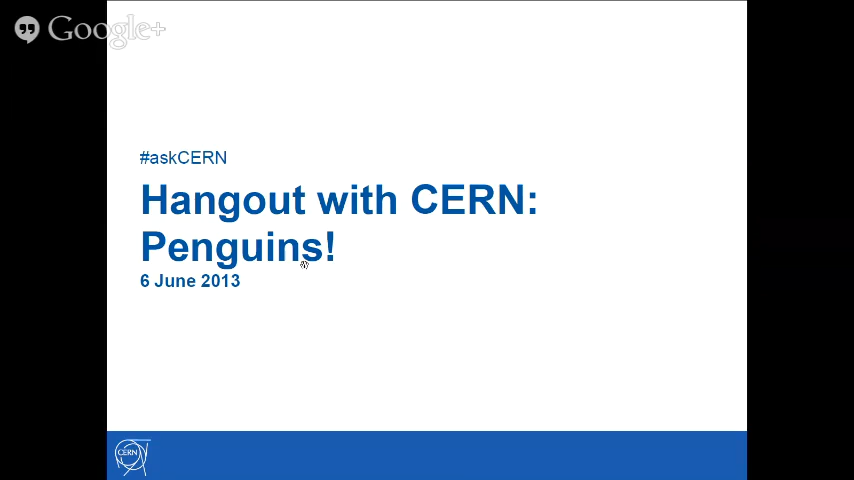 Google+
#askCERN
Hangout with CERN:
Penguins!
6 June 2013
CERN